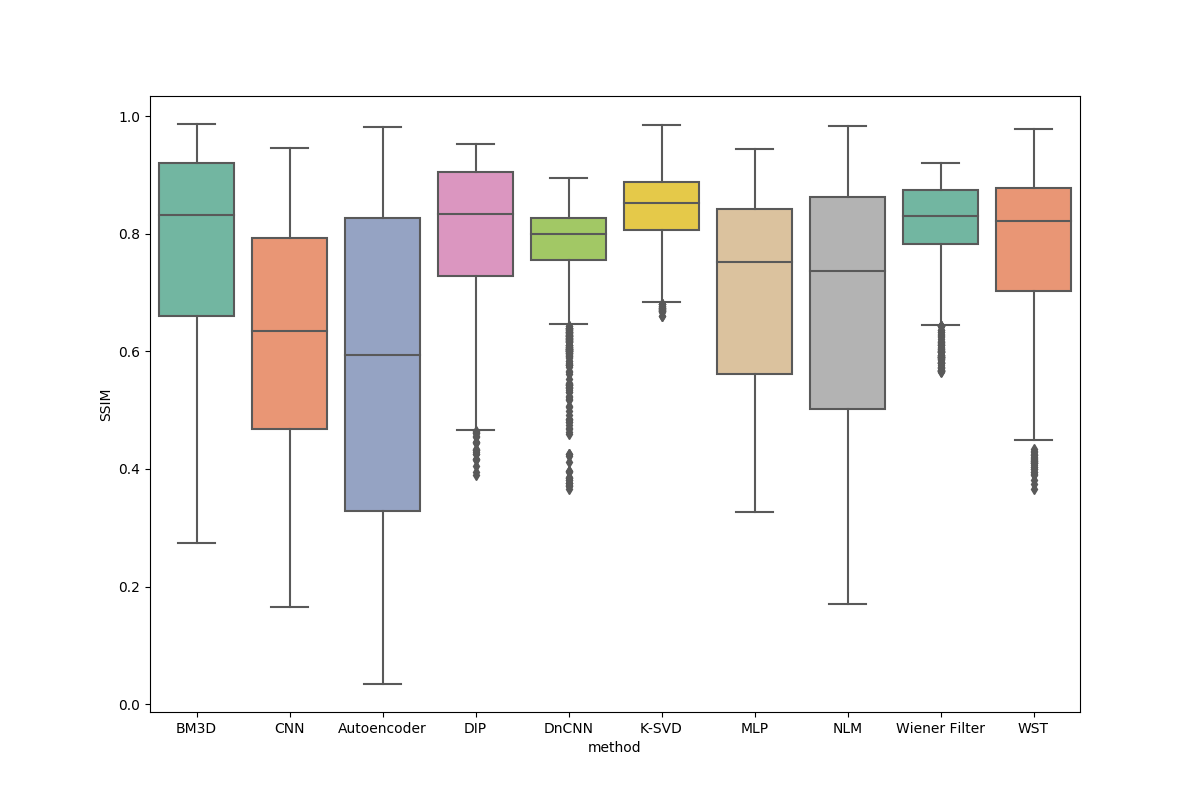 1.0
0.8
0.6
0.4
0.2
0.0
SSIM
BM3D CNN Autoencoder DIP DnCNN K-SVD MLP NLM Wiener Filter WST
method